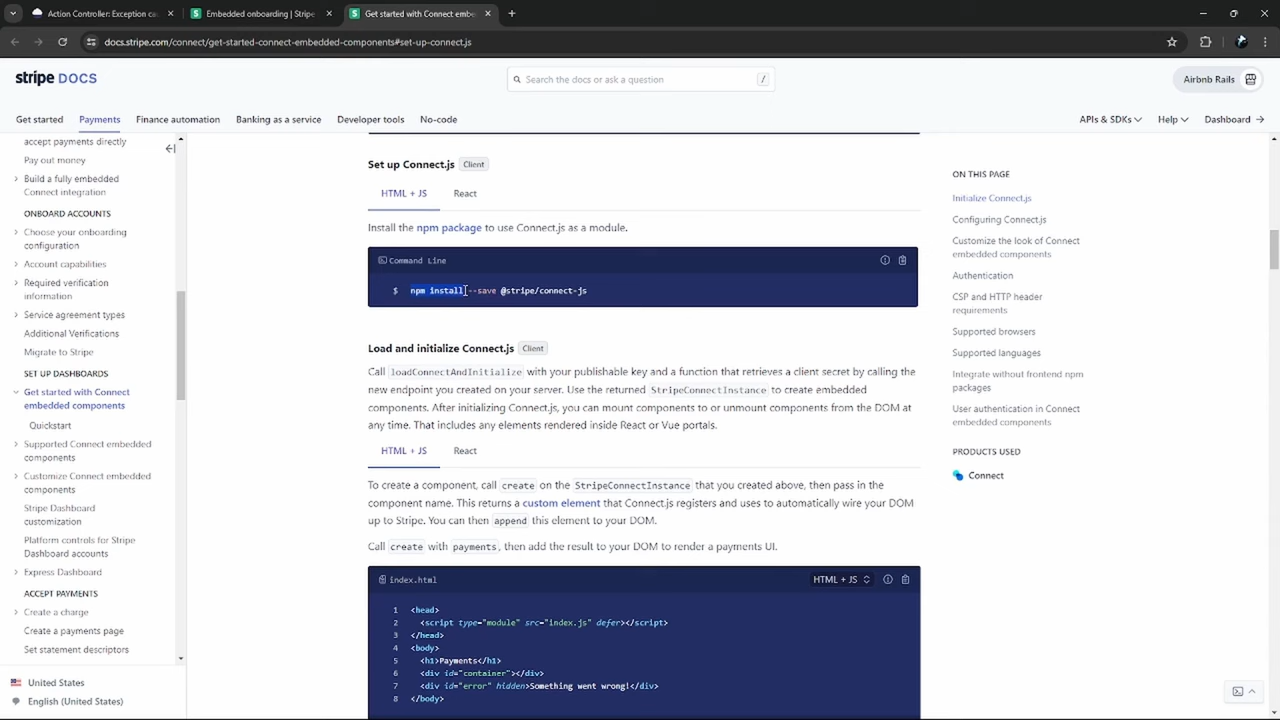 Action Controller: Exception ca
Embedded onboarding | Stripe
Get started with Connect embe
docs.stripe.com/connect/get-started-connect-embedded-components#set-up-connect.js
stripe DOCS
Search the docs or ask a question
/
Airbnb Rails
Get started
Payments
Finance automation
Banking as a service
Developer tools
No-code
APIs & SDKs
Help
Dashboard
accept payments directly
Pay out money
Build a fully embedded
Connect integration
ONBOARD ACCOUNTS
Choose your onboarding
configuration
Account capabilities
Required verification
information
Service agreement types
Additional Verifications
Migrate to Stripe
SET UP DASHBOARDS
Get started with Connect
embedded components
Quickstart
Supported Connect embedded
components
Customize Connect embedded
components
Stripe Dashboard
customization
Platform controls for Stripe
Dashboard accounts
Express Dashboard
ACCEPT PAYMENTS
Create a charge
Create a payments page
Set statement descriptors
United States
English (United States)
Set up Connect.js Client
HTML + JS React
Install the npm package to use Connect.js as a module.
Command Line
$ npm install --save @stripe/connect-js
Load and initialize Connect.js Client
Call loadConnectAndInitialize with your publishable key and a function that retrieves a client secret by calling the
new endpoint you created on your server. Use the returned StripeConnectInstance to create embedded
components. After initializing Connect.js, you can mount components to or unmount components from the DOM at
any time. That includes any elements rendered inside React or Vue portals.
HTML + JS React
To create a component, call create on the StripeConnectInstance that you created above, then pass in the
component name. This returns a custom element that Connect.js registers and uses to automatically wire your DOM
up to Stripe. You can then append this element to your DOM.
Call create with payments, then add the result to your DOM to render a payments UI.
index.html
HTML + JS
1 <head>
2 <script type="module" src="index.js" defer></script>
3 </head>
4 <body>
5 <h1>Payments</h1>
6 <div id="container"></div>
7 <div id="error" hidden>Something went wrong!</div>
8 </body>
ON THIS PAGE
Initialize Connect.js
Configuring Connect.js
Customize the look of Connect
embedded components
Authentication
CSP and HTTP header
requirements
Supported browsers
Supported languages
Integrate without frontend npm
packages
User authentication in Connect
embedded components
PRODUCTS USED
Connect